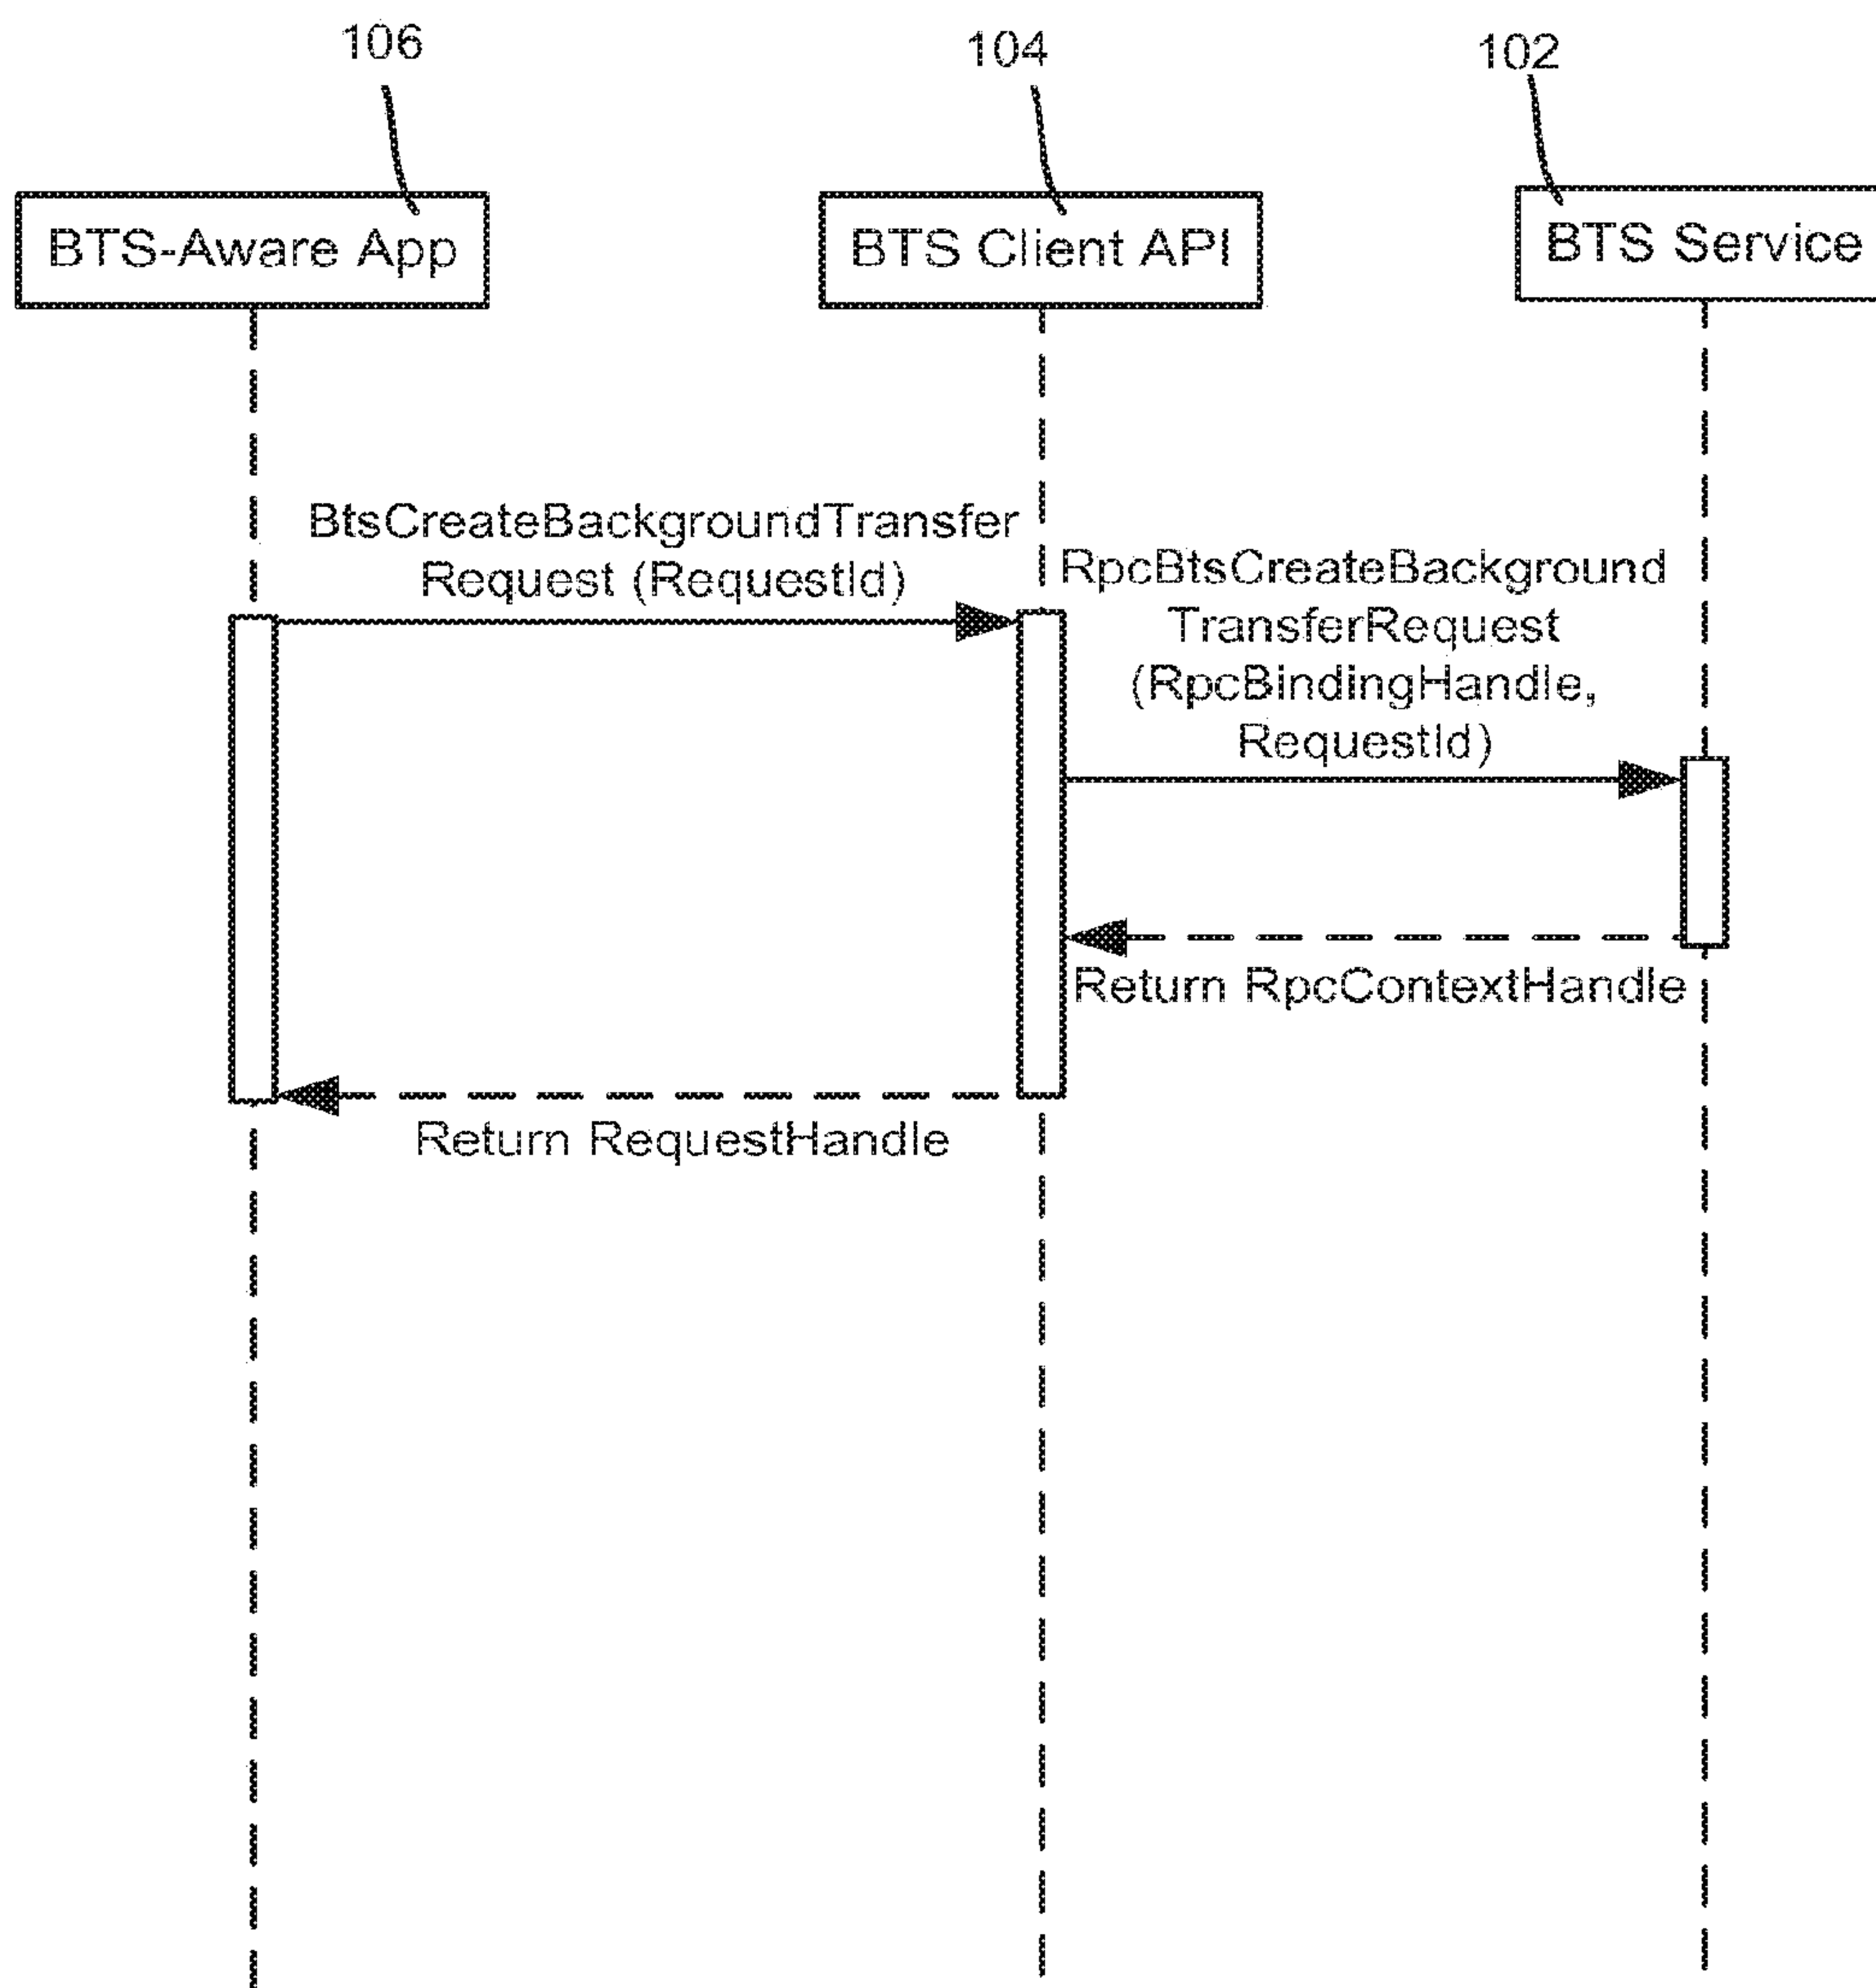 106
104
102
BTS-Aware App
BTS Client API
BTS Service
BtsCreateBackgroundTransfer
Request (RequestId)
RpcBtsCreateBackground
TransferRequest
(RpcBindingHandle,
RequestId)
Return RpcContextHandle
Return RequestHandle